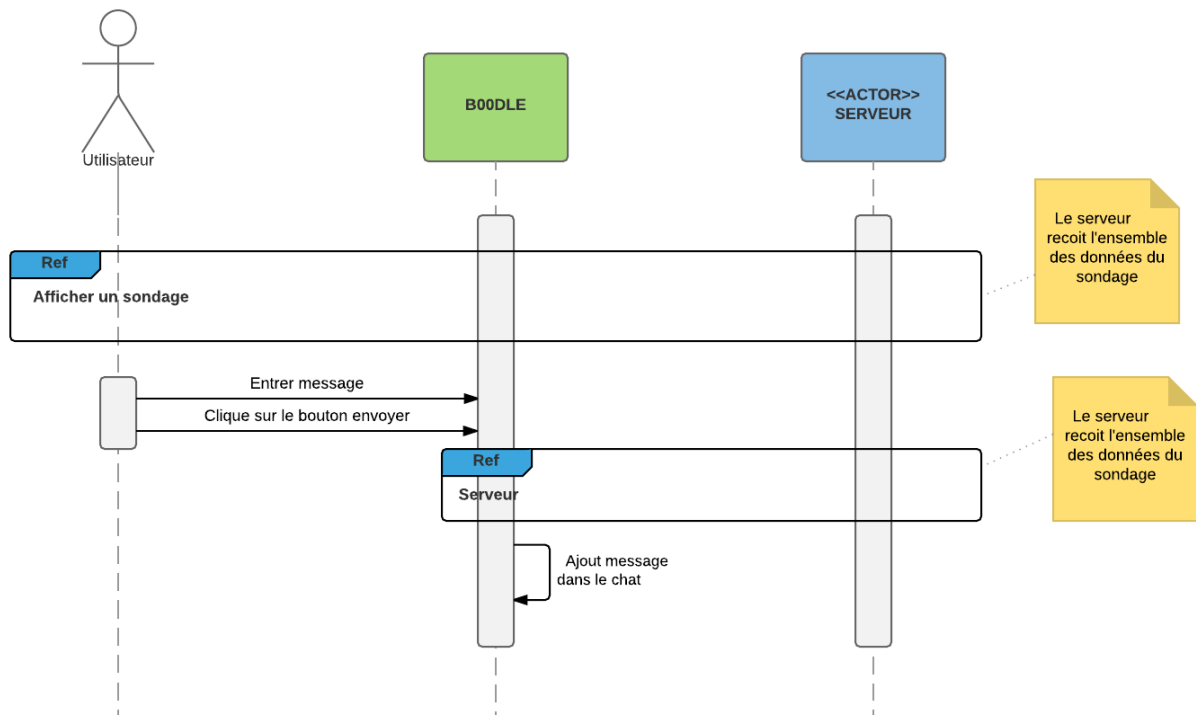 B00DLE
<<ACTOR>>
SERVEUR
Utilisateur
Le serveur
recoit l'ensemble
des données du
sondage
Ref
Afficher un sondage
Entrer message
Clique sur le bouton envoyer
Le serveur
recoit l'ensemble
des données du
sondage
Ref
Serveur
Ajout message
dans le chat